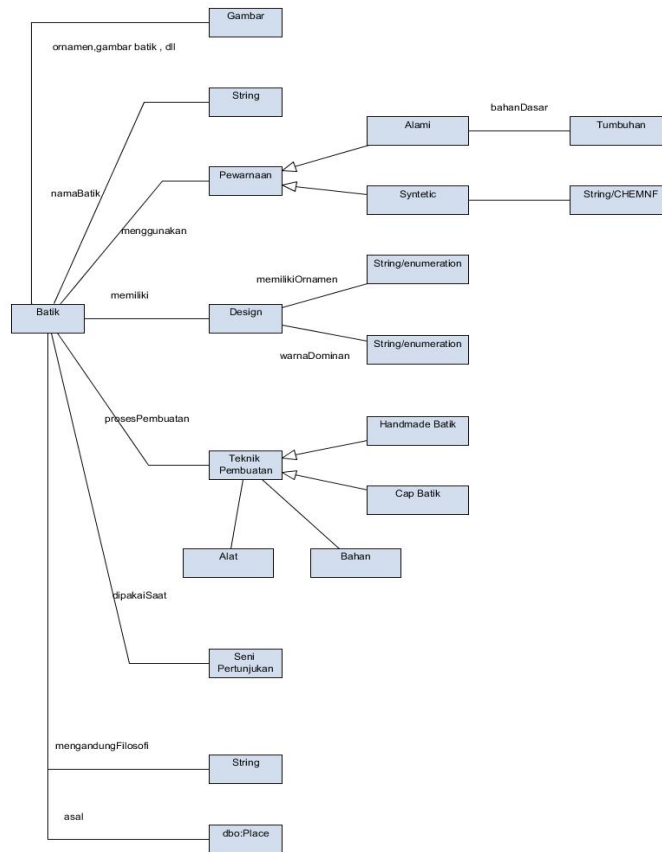 Gambar
ornamen,gambar batik , dll
String
bahanDasar
Alami
Tumbuhan
Pewarnaan
namaBatik
Syntetic
String/CHEMNF
menggunakan
String/enumeration
memilikiOrnamen
memiliki
Batik
Design
String/enumeration
warnaDominan
prosesPembuatan
Handmade Batik
Teknik
Pembuatan
Cap Batik
Alat
Bahan
dipakaiSaat
Seni
Pertunjukan
mengandungFilosofi
String
asal
dbo:Place